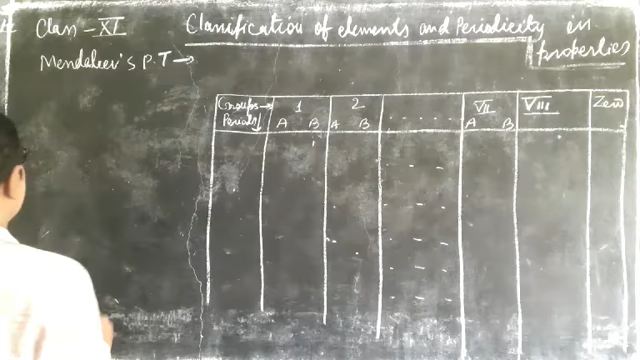 Class - XI Classification of elements and Periodicity in properties
Mendeleev's P.T →
Groups→ 1 2 ..... VII VIII Zero
Periods↓ A B A B A B